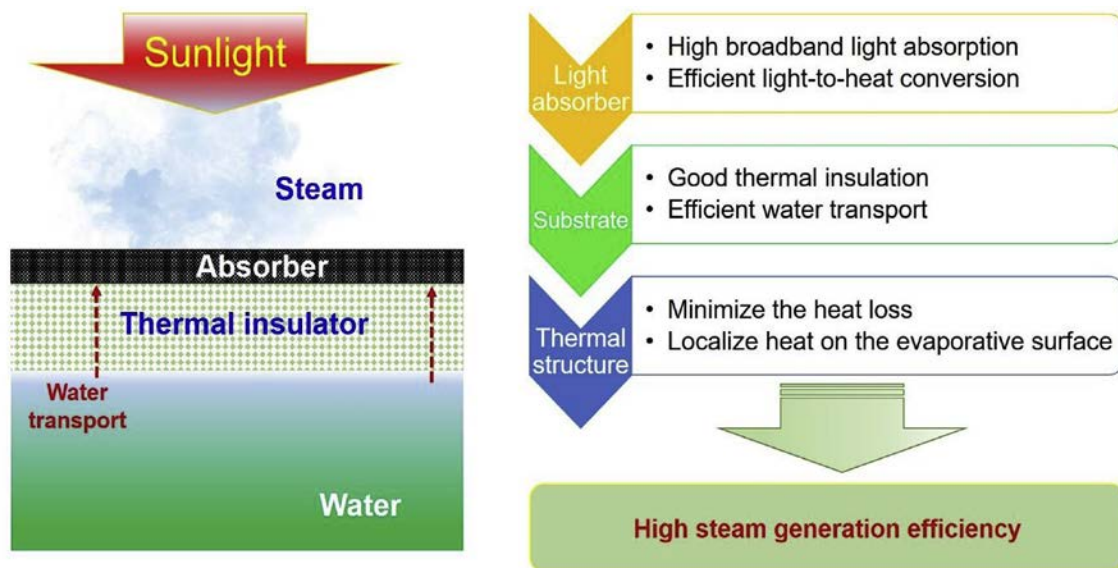 Sunlight
Steam
Absorber
Thermal insulator
Water
transport
Water
Light
absorber
• High broadband light absorption
• Efficient light-to-heat conversion
Substrate
• Good thermal insulation
• Efficient water transport
Thermal
structure
• Minimize the heat loss
• Localize heat on the evaporative surface
High steam generation efficiency